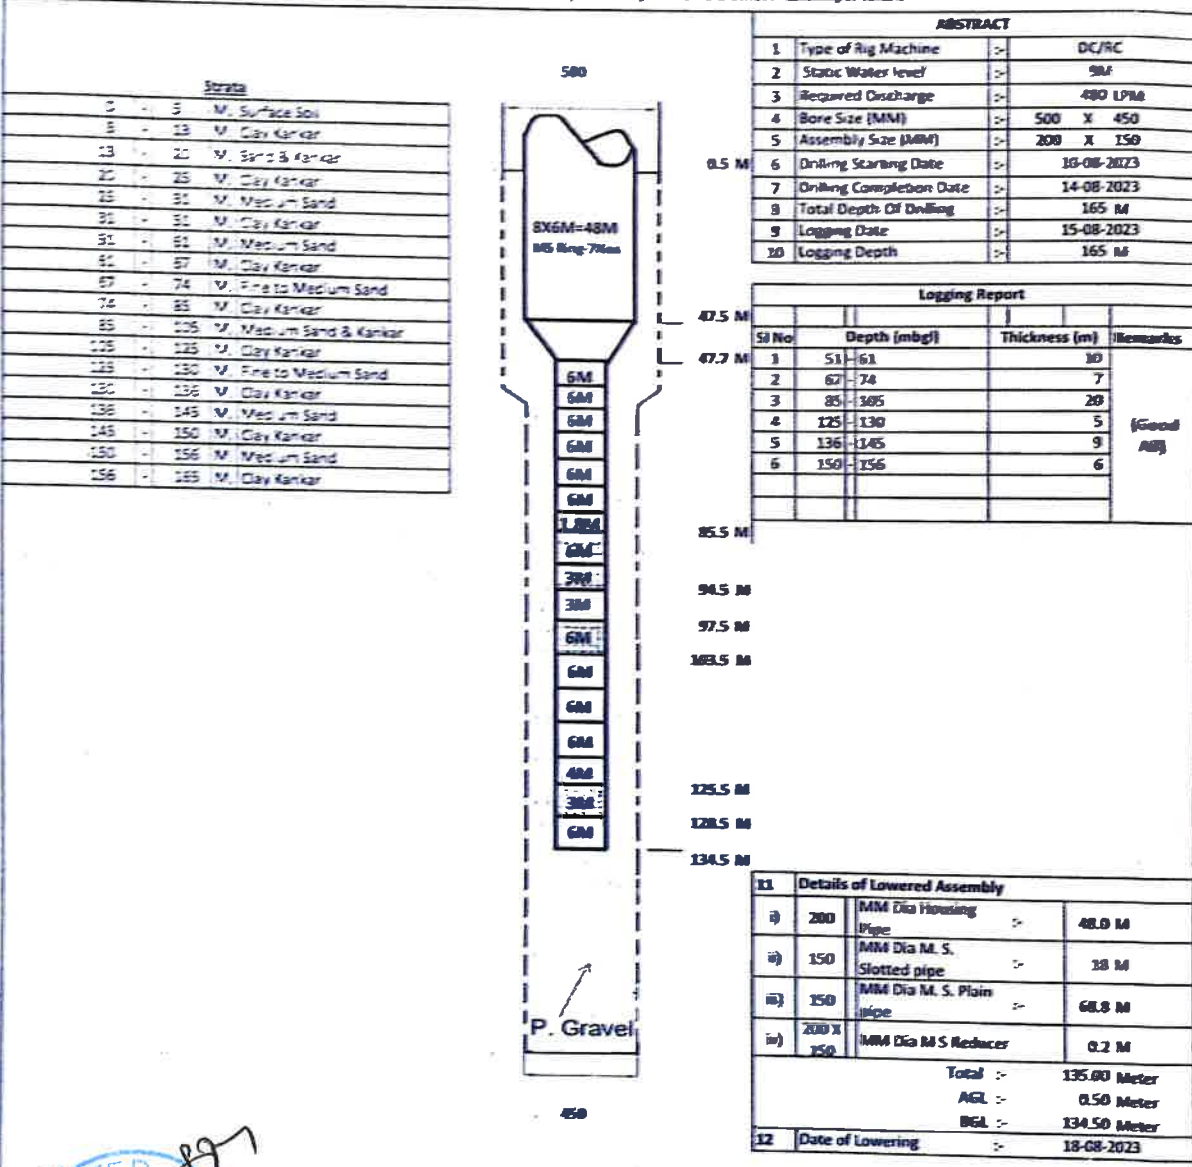 ABSTRACT
1 Type of Rig Machine :- DC/RC
2 Static Water level :- 9M
3 Required Discharge :- 480 LPM
4 Bore Size (MM) :- 500 X 450
5 Assembly Size (MM) :- 200 X 150
6 Drilling Starting Date :- 10-08-2023
7 Drilling Completion Date :- 14-08-2023
8 Total Depth Of Drilling :- 165 M
9 Logging Date :- 15-08-2023
10 Logging Depth :- 165 M
Strata
5 M. Surface Soil
5 - 13 M. Clay Kankar
13 - 20 M. Sand & Kankar
20 - 25 M. Clay Kankar
25 - 31 M. Medium Sand
31 - 51 M. Clay Kankar
51 - 61 M. Medium Sand
61 - 67 M. Clay Kankar
67 - 74 M. Fine to Medium Sand
74 - 85 M. Clay Kankar
85 - 105 M. Medium Sand & Kankar
105 - 125 M. Clay Kankar
125 - 130 M. Fine to Medium Sand
130 - 136 M. Clay Kankar
136 - 145 M. Medium Sand
145 - 150 M. Clay Kankar
150 - 156 M. Medium Sand
156 - 165 M. Clay Kankar
500
0.5 M
8X6M=48M
MS Ring-7Nos
47.5 M
47.7 M
6M
6M
6M
6M
6M
6M
1.8M
85.5 M
6M
3M
94.5 M
3M
97.5 M
6M
103.5 M
6M
6M
6M
4M
125.5 M
3M
128.5 M
6M
134.5 M
P. Gravel
450
Logging Report
Sl No Depth (mbgl) Thickness (m) Remarks
1 51 - 61 10
2 67 - 74 7
3 85 - 105 20
4 125 - 130 5
5 136 - 145 9
6 150 - 156 6
(Good
11 Details of Lowered Assembly
i) 200 MM Dia Housing Pipe :- 48.0 M
ii) 150 MM Dia M. S. Slotted pipe :- 18 M
iii) 150 MM Dia M. S. Plain pipe :- 68.8 M
iv) 200 X 150 MM Dia M S Reducer 0.2 M
Total :- 135.00 Meter
AGL :- 0.50 Meter
BGL :- 134.50 Meter
12 Date of Lowering :- 18-08-2023